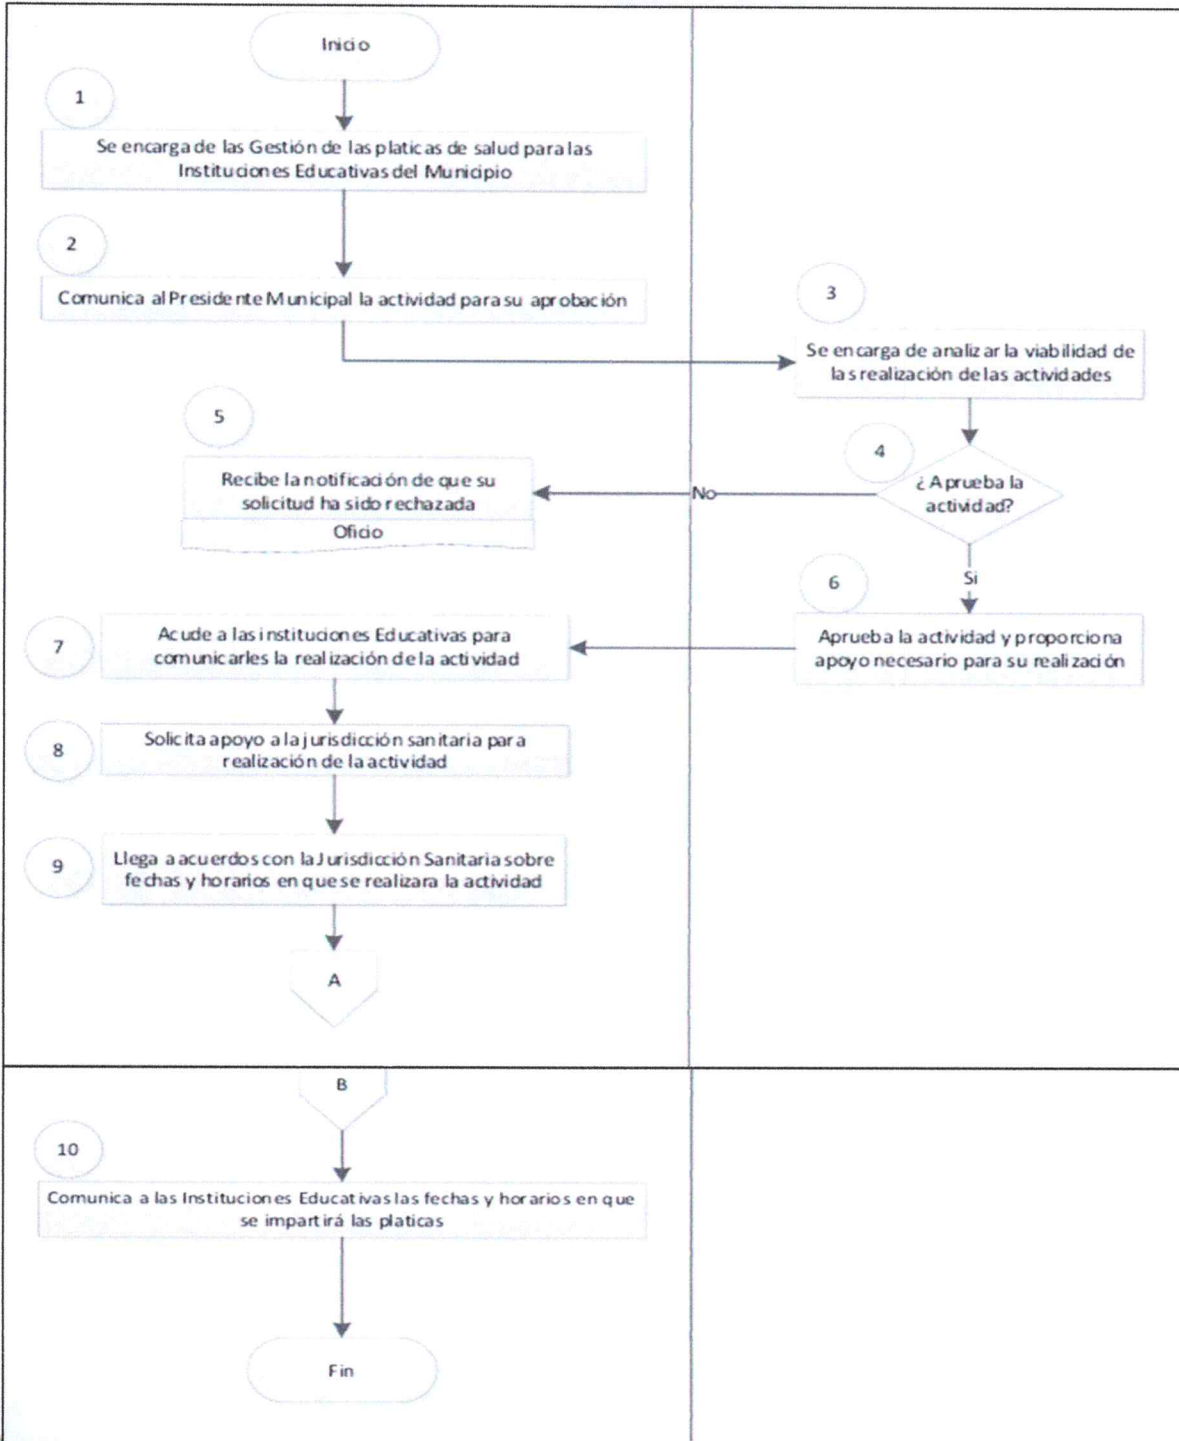 Inicio
1
Se encarga de las Gestión de las platicas de salud para las
Instituciones Educativas del Municipio
2
Comunica al Presidente Municipal la actividad para su aprobación
3
Se encarga de analizar la viabilidad de
las realización de las actividades
4
¿Aprueba la
actividad?
No
5
Recibe la notificación de que su
solicitud ha sido rechazada
Oficio
Si
6
Aprueba la actividad y proporciona
apoyo necesario para su realización
7
Acude a las instituciones Educativas para
comunicarles la realización de la actividad
8
Solicita apoyo a la jurisdicción sanitaria para
realización de la actividad
9
Llega a acuerdos con la Jurisdicción Sanitaria sobre
fechas y horarios en que se realizara la actividad
A
B
10
Comunica a las Instituciones Educativas las fechas y horarios en que
se impartirá las platicas
Fin